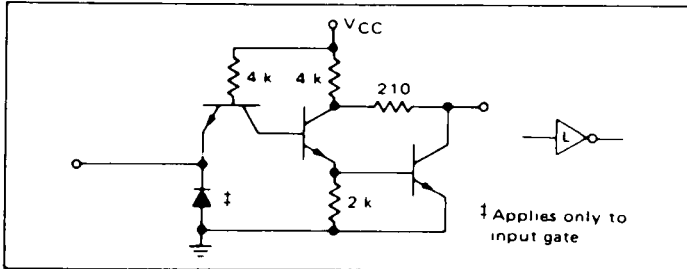 VCC
4 k
4 k
210
L
‡
2 k
‡ Applies only to
input gate